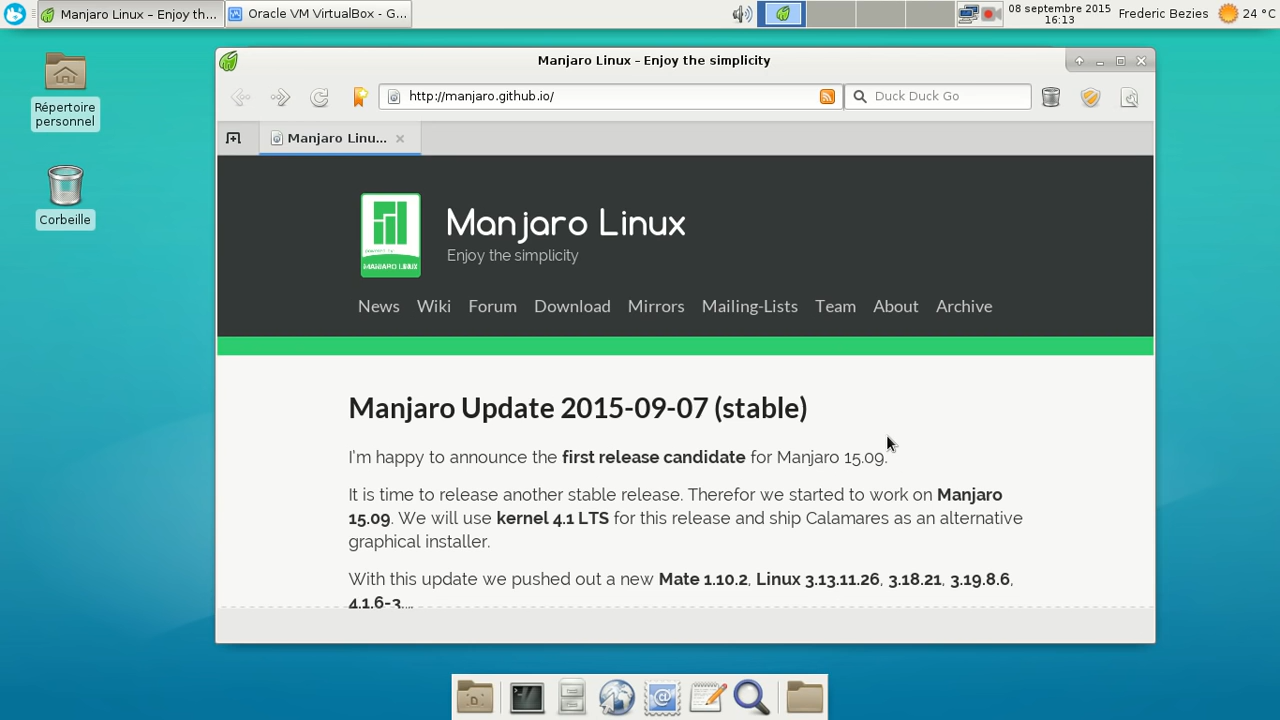 Manjaro Linux – Enjoy th...
Oracle VM VirtualBox - G...
08 septembre 2015
16:13
Frederic Bezies
24 °C
Répertoire
personnel
Corbeille
Manjaro Linux – Enjoy the simplicity
http://manjaro.github.io/
Duck Duck Go
Manjaro Linu...
MANJARO LINUX
Manjaro Linux
Enjoy the simplicity
News Wiki Forum Download Mirrors Mailing-Lists Team About Archive
Manjaro Update 2015-09-07 (stable)
I'm happy to announce the first release candidate for Manjaro 15.09.
It is time to release another stable release. Therefor we started to work on Manjaro
15.09. We will use kernel 4.1 LTS for this release and ship Calamares as an alternative
graphical installer.
With this update we pushed out a new Mate 1.10.2, Linux 3.13.11.26, 3.18.21, 3.19.8.6,
4.1.6-3...